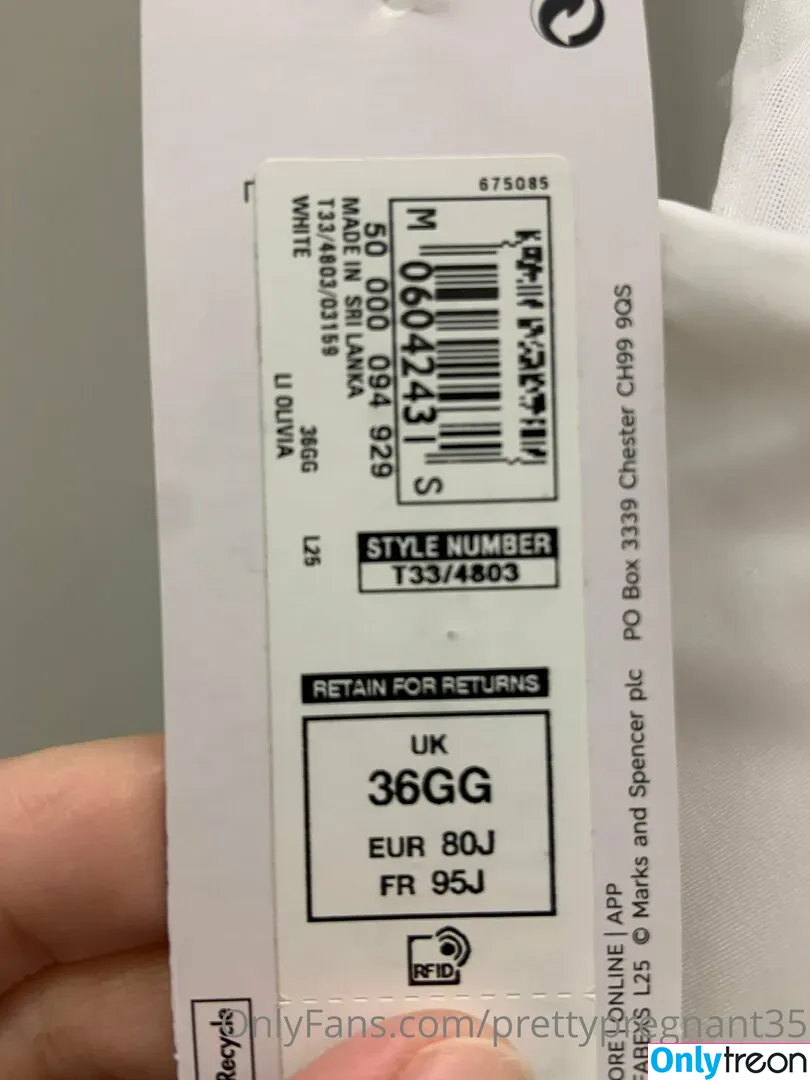 675085
M 06042431 S
50 000 094 929
MADE IN SRI LANKA
T33/4803/03159
WHITE 36GG L25
LI OLIVIA
STYLE NUMBER
T33/4803
RETAIN FOR RETURNS
UK
36GG
EUR 80J
FR 95J
RFID
PO Box 3339 Chester CH99 9QS
L25 © Marks and Spencer plc
ONLINE | APP
Recycle
OnlyFans.com/prettypregnant35
Onlytreon